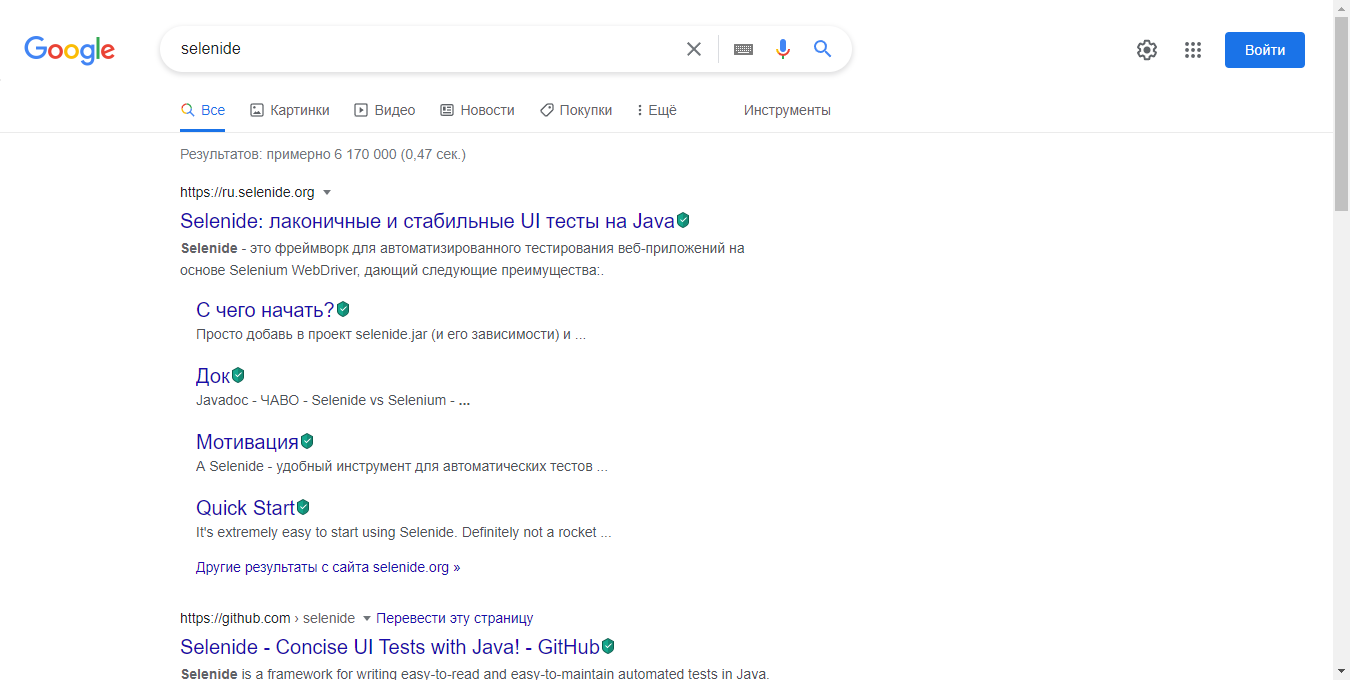 Google
selenide
Войти
Все
Картинки
Видео
Новости
Покупки
Ещё
Инструменты
Результатов: примерно 6 170 000 (0,47 сек.)
https://ru.selenide.org
Selenide: лаконичные и стабильные UI тесты на Java
Selenide - это фреймворк для автоматизированного тестирования веб-приложений на
основе Selenium WebDriver, дающий следующие преимущества:.
С чего начать?
Просто добавь в проект selenide.jar (и его зависимости) и ...
Док
Javadoc - ЧАВО - Selenide vs Selenium - ...
Мотивация
А Selenide - удобный инструмент для автоматических тестов ...
Quick Start
It's extremely easy to start using Selenide. Definitely not a rocket ...
Другие результаты с сайта selenide.org »
https://github.com › selenide Перевести эту страницу
Selenide - Concise UI Tests with Java! - GitHub
Selenide is a framework for writing easy-to-read and easy-to-maintain automated tests in Java.